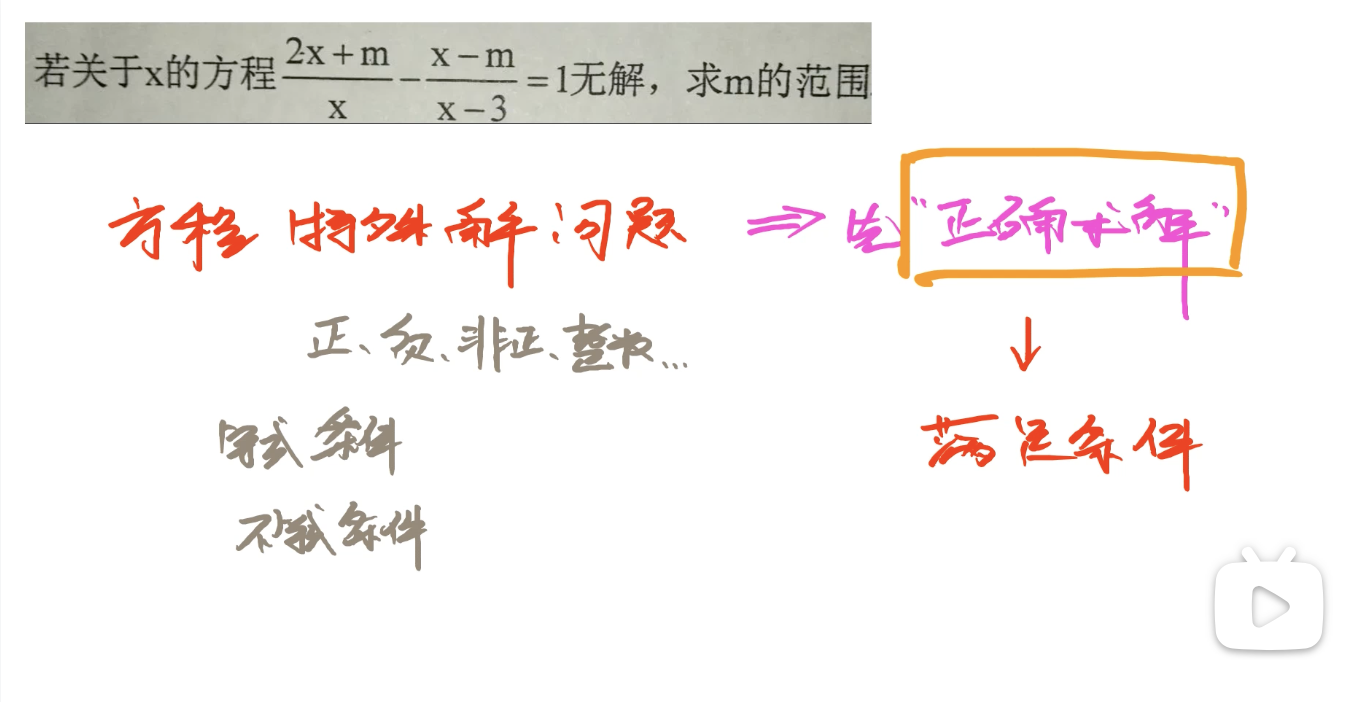 若关于x的方程 \frac{2x+m}{x} - \frac{x-m}{x-3} = 1无解，求m的范围
方程 特殊解问题 ⇒ 先"正确求解"
正、负、非正、整数... ↓
等式条件 满足条件
不等式条件